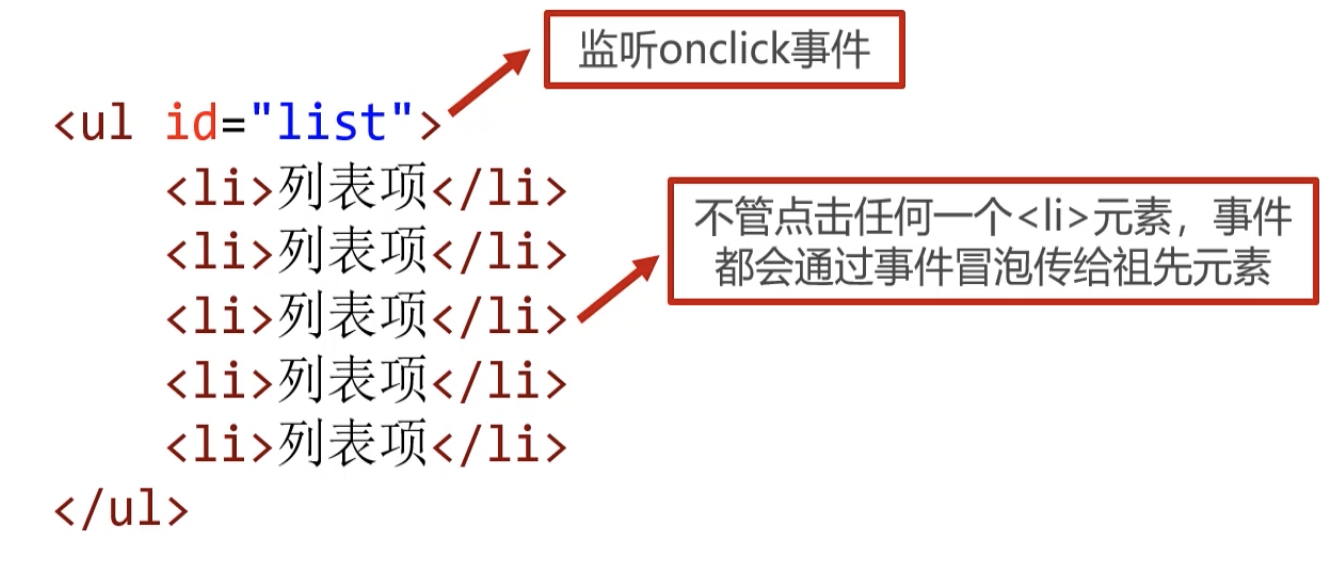 监听onclick事件
<ul id="list">
<li>列表项</li>
<li>列表项</li>
不管点击任何一个<li>元素，事件
都会通过事件冒泡传给祖先元素
<li>列表项</li>
<li>列表项</li>
<li>列表项</li>
</ul>